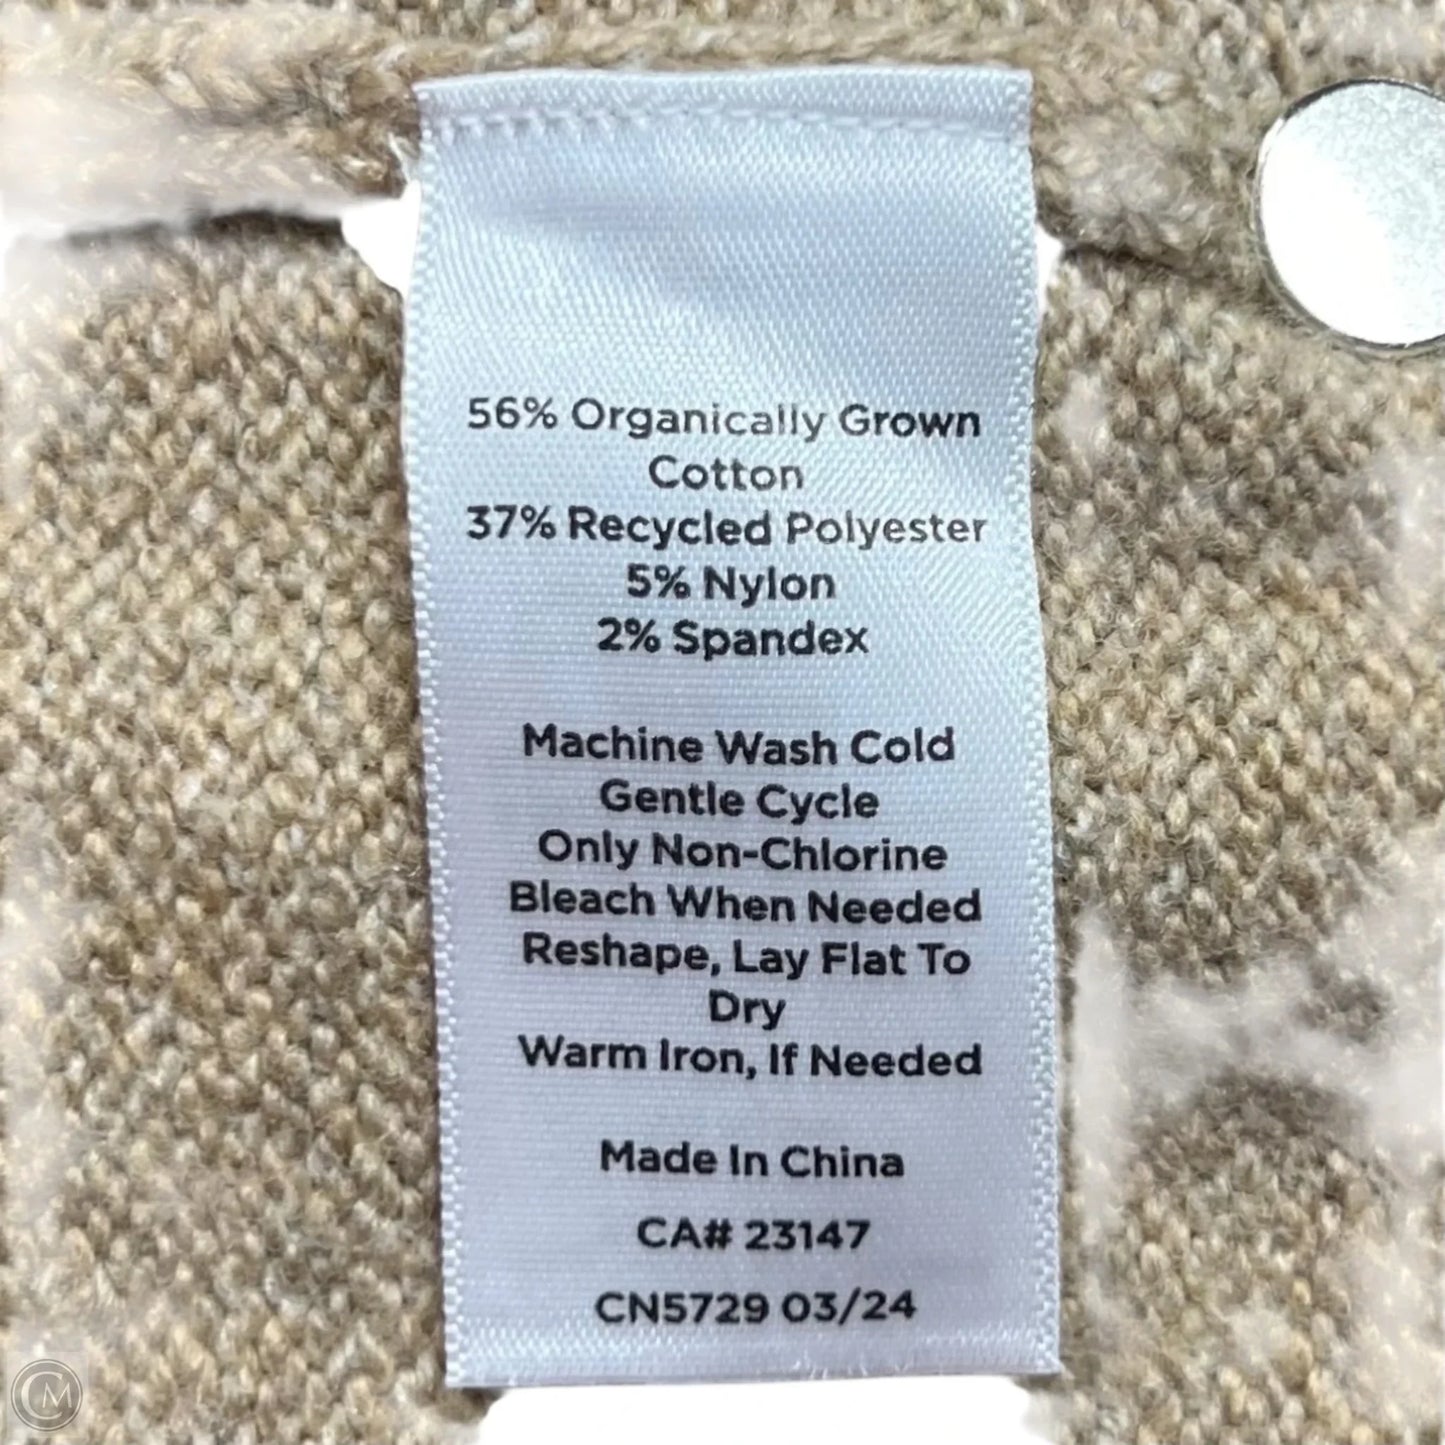 56% Organically Grown
Cotton
37% Recycled Polyester
5% Nylon
2% Spandex
Machine Wash Cold
Gentle Cycle
Only Non-Chlorine
Bleach When Needed
Reshape, Lay Flat To
Dry
Warm Iron, If Needed
Made In China
CA# 23147
CN5729 03/24
CM